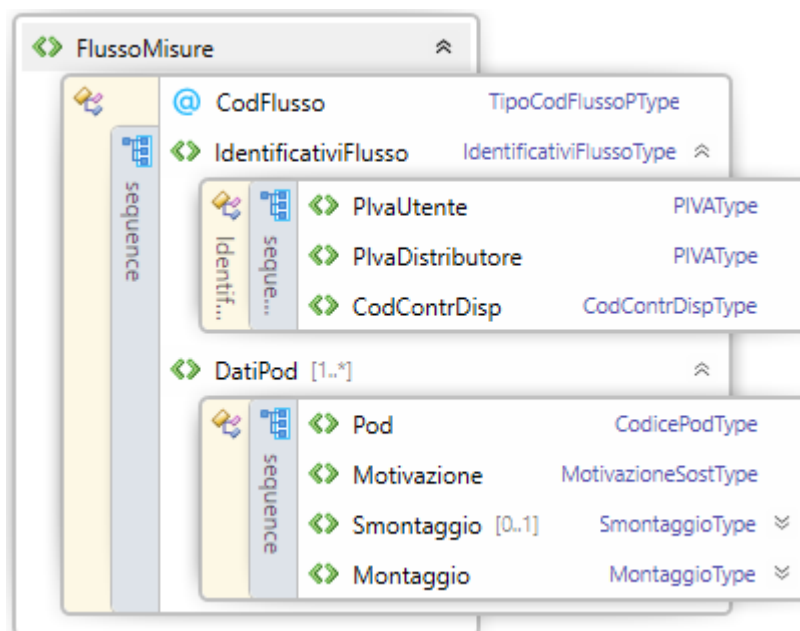 FlussoMisure
@ CodFlusso TipoCodFlussoPType
sequence
IdentificativiFlusso IdentificativiFlussoType
Identif...
seque...
PIvaUtente PIVAType
PIvaDistributore PIVAType
CodContrDisp CodContrDispType
DatiPod [1..*]
sequence
Pod CodicePodType
Motivazione MotivazioneSostType
Smontaggio [0..1] SmontaggioType
Montaggio MontaggioType